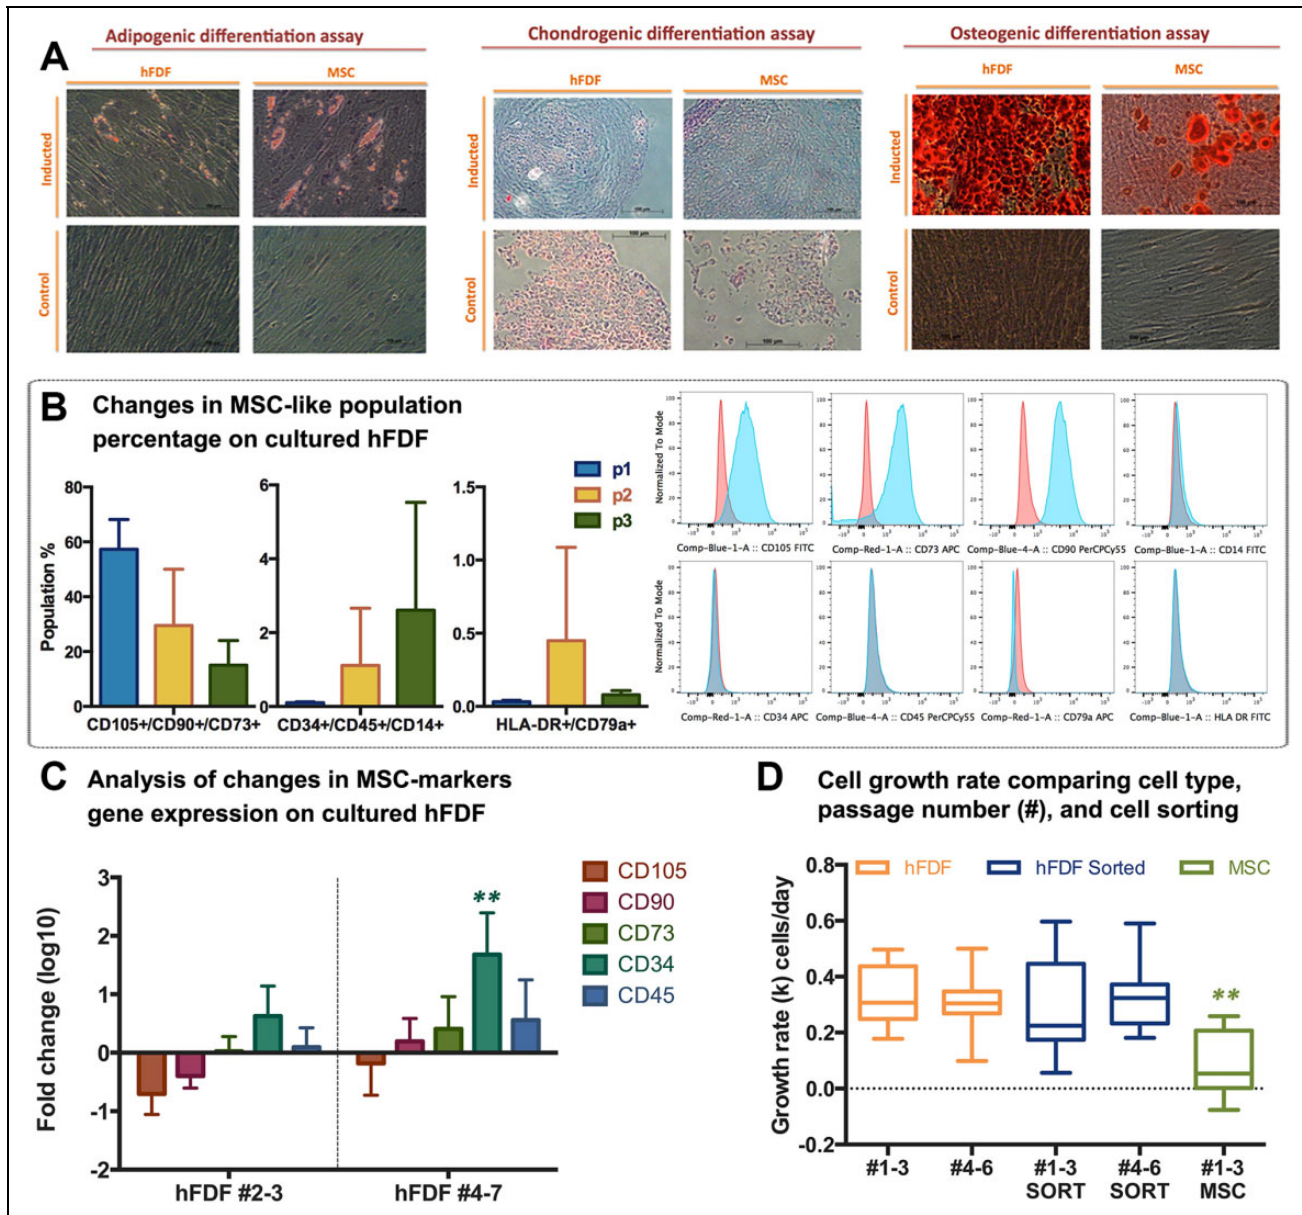 A
Adipogenic differentiation assay
hFDF
MSC
Inducted
Control
Chondrogenic differentiation assay
hFDF
MSC
Inducted
Control
100 µm
100 µm
Osteogenic differentiation assay
hFDF
MSC
Inducted
Control
B
Changes in MSC-like population
percentage on cultured hFDF
p1
p2
p3
Population %
80
60
40
20
0
CD105+/CD90+/CD73+
6
4
2
0
CD34+/CD45+/CD14+
1.5
1.0
0.5
0.0
HLA-DR+/CD79a+
Normalized To Mode
Comp-Blue-1-A :: CD105 FITC
Comp-Red-1-A :: CD73 APC
Comp-Blue-4-A :: CD90 PerCPCy55
Comp-Blue-1-A :: CD14 FITC
Normalized To Mode
Comp-Red-1-A :: CD34 APC
Comp-Blue-4-A :: CD45 PerCPCy55
Comp-Red-1-A :: CD79a APC
Comp-Blue-1-A :: HLA DR FITC
C
Analysis of changes in MSC-markers
gene expression on cultured hFDF
Fold change (log10)
3
2
1
0
-1
-2
**
CD105
CD90
CD73
CD34
CD45
hFDF #2-3
hFDF #4-7
D
Cell growth rate comparing cell type,
passage number (#), and cell sorting
hFDF
hFDF Sorted
MSC
Growth rate (k) cells/day
0.8
0.6
0.4
0.2
0.0
-0.2
**
#1-3
#4-6
#1-3
SORT
#4-6
SORT
#1-3
MSC